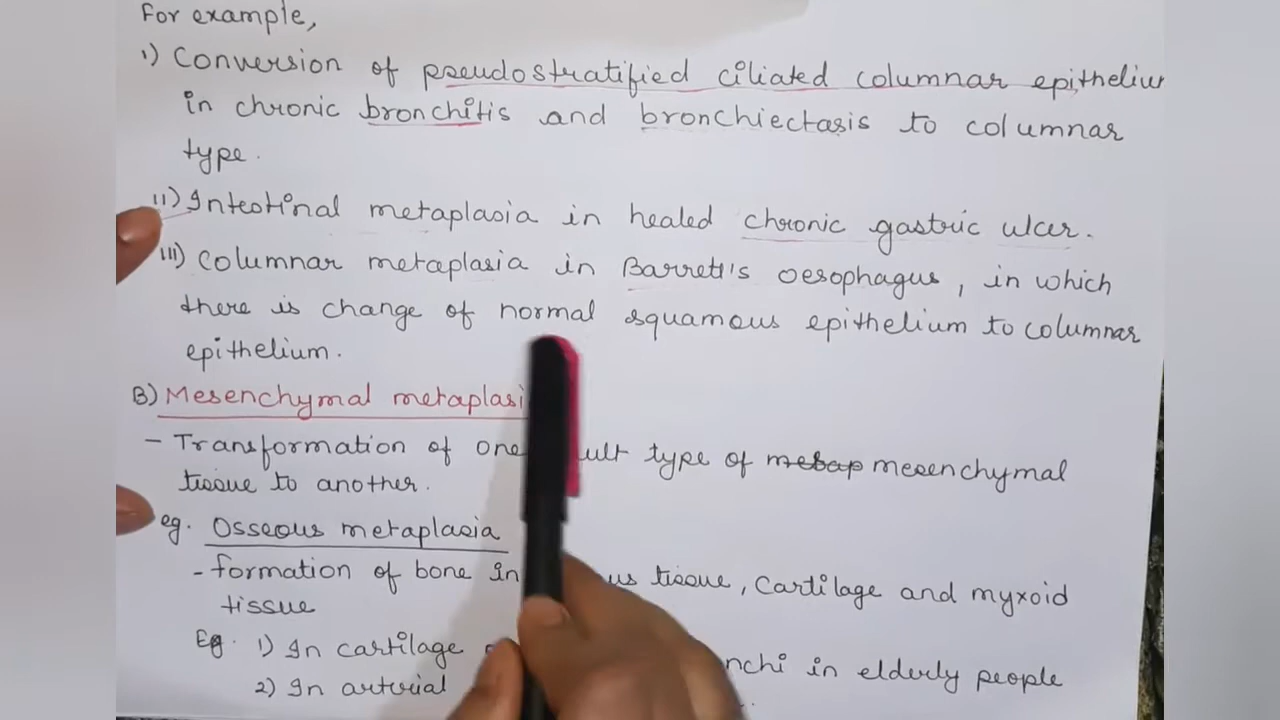 For example,
i) Conversion of pseudostratified ciliated columnar epithelium
in chronic bronchitis and bronchiectasis to columnar
type.
II) Intestinal metaplasia in healed chronic gastric ulcer.
III) Columnar metaplasia in Barrett's oesophagus, in which
there is change of normal squamous epithelium to columnar
epithelium.
B) Mesenchymal metaplasi
- Transformation of one ult type of mesenchymal
tissue to another.
eg. Osseous metaplasia
- formation of bone in us tissue, Cartilage and myxoid
tissue
Eg. 1) In cartilage nchi in elderly people
2) In arterial